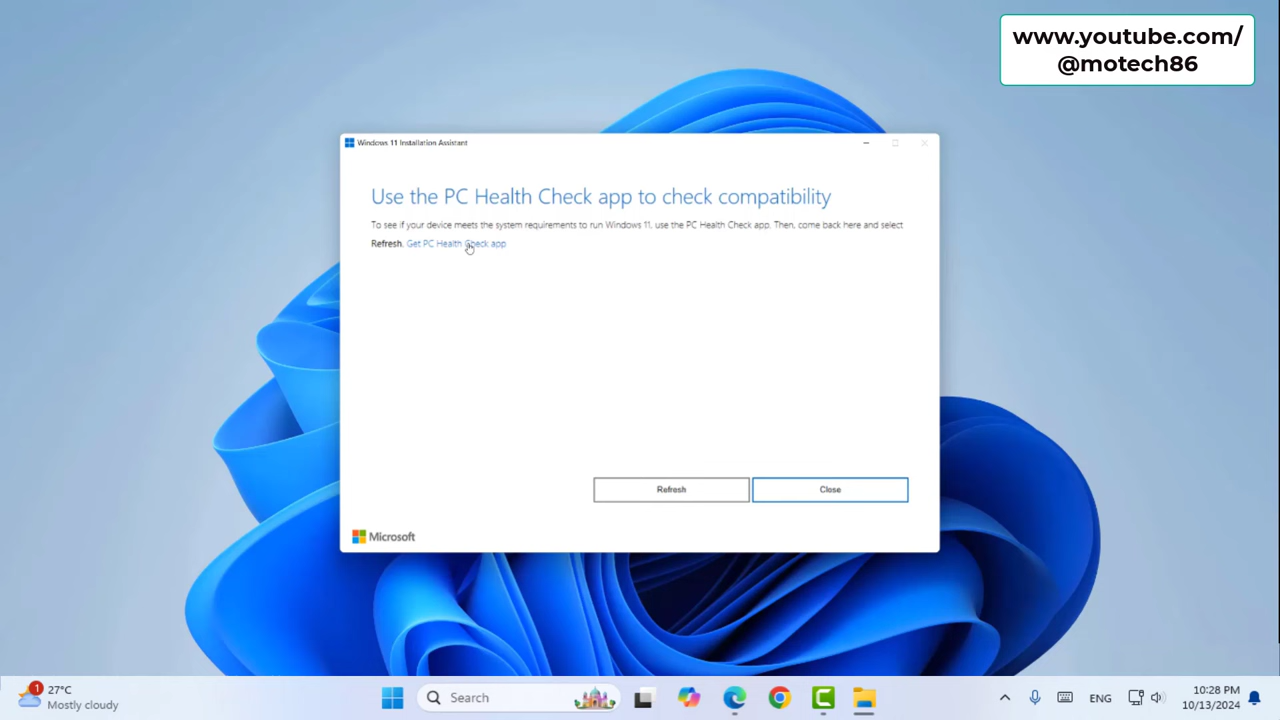 www.youtube.com/
@motech86
Windows 11 Installation Assistant
Use the PC Health Check app to check compatibility
To see if your device meets the system requirements to run Windows 11, use the PC Health Check app. Then, come back here and select
Refresh. Get PC Health Check app
Refresh
Close
Microsoft
1
27°C
Mostly cloudy
Search
ENG
10:28 PM
10/13/2024